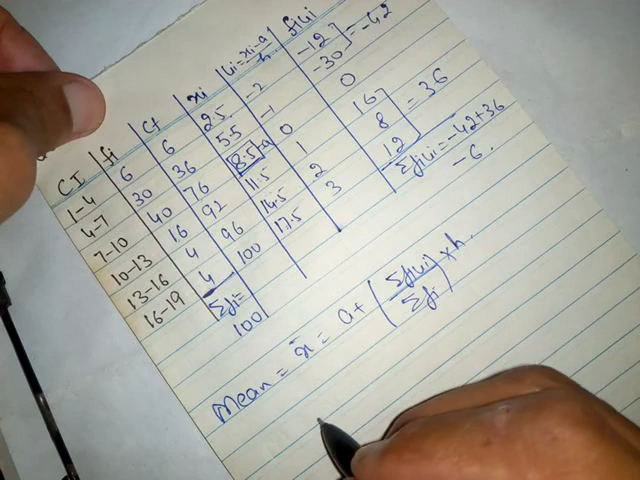 CI fi Cf xi Ui = xi-a/h fiUi
1-4 6 6 2.5 -2 -12 ] = -42
4-7 30 36 5.5 -1 -30
7-10 40 76 8.5=a 0 0
10-13 16 92 11.5 1 16 ] = 36
13-16 4 96 14.5 2 8
16-19 4 100 17.5 3 12
Σfi = 100 ΣfiUi = -42+36
-6.
Mean = x̄ = a + (ΣfiUi/Σfi) × h.